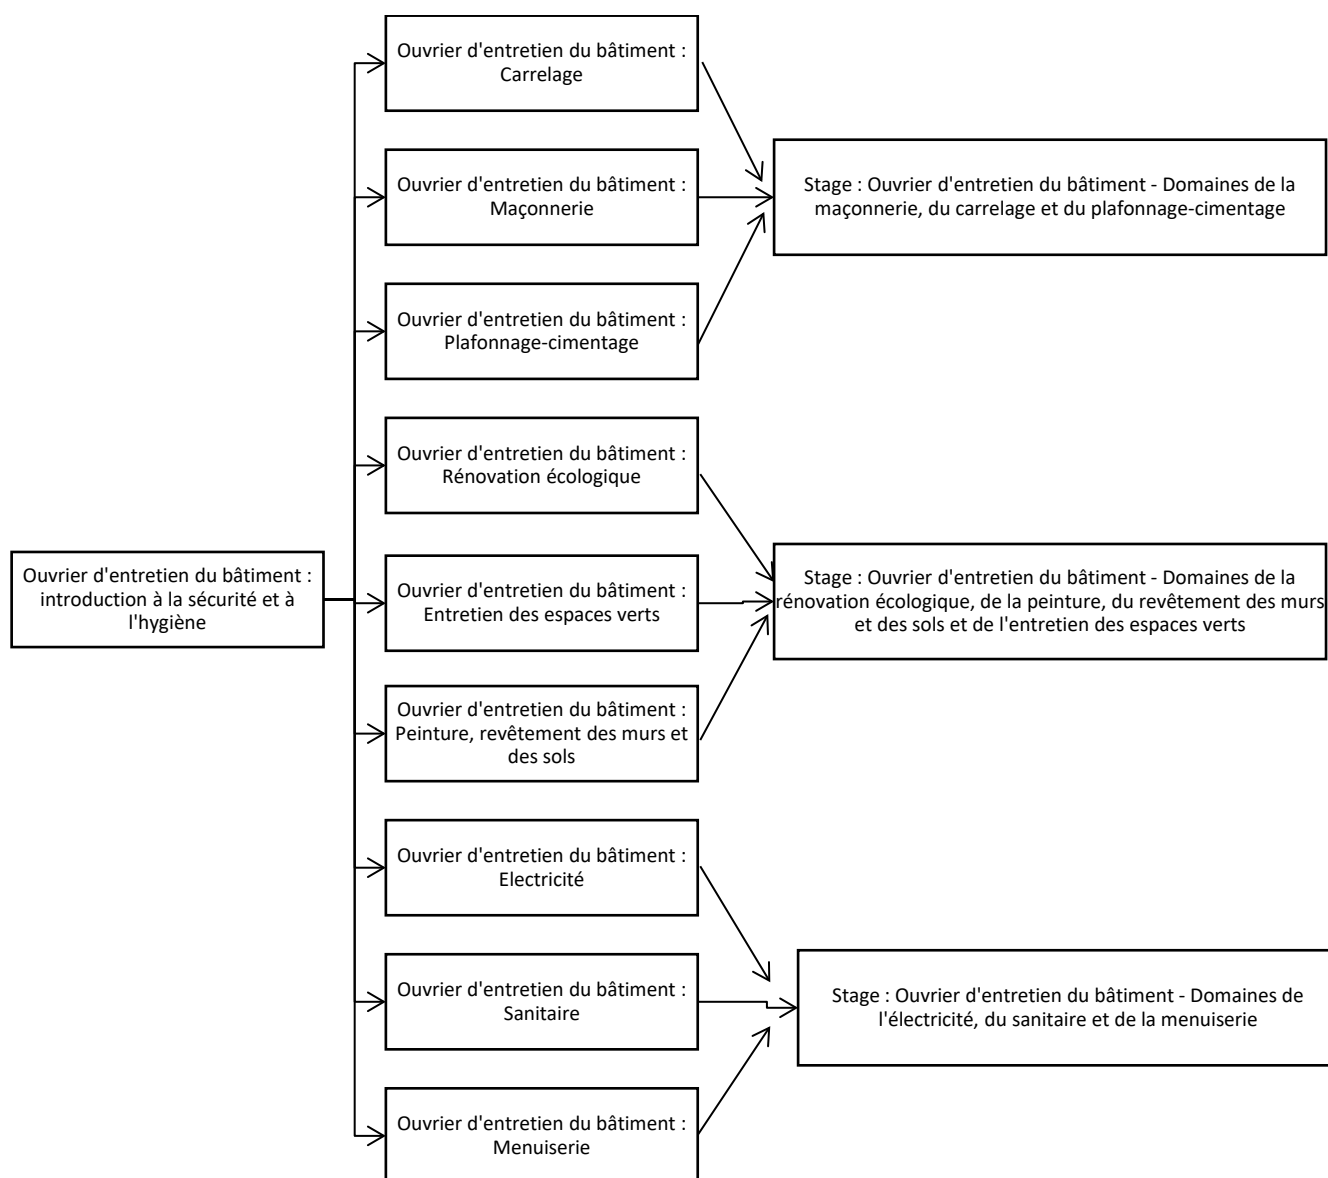 Ouvrier d'entretien du bâtiment :
Carrelage
Ouvrier d'entretien du bâtiment :
Maçonnerie
Stage : Ouvrier d'entretien du bâtiment - Domaines de la
maçonnerie, du carrelage et du plafonnage-cimentage
Ouvrier d'entretien du bâtiment :
Plafonnage-cimentage
Ouvrier d'entretien du bâtiment :
Rénovation écologique
Ouvrier d'entretien du bâtiment :
introduction à la sécurité et à
l'hygiène
Ouvrier d'entretien du bâtiment :
Entretien des espaces verts
Stage : Ouvrier d'entretien du bâtiment - Domaines de la
rénovation écologique, de la peinture, du revêtement des murs
et des sols et de l'entretien des espaces verts
Ouvrier d'entretien du bâtiment :
Peinture, revêtement des murs et
des sols
Ouvrier d'entretien du bâtiment :
Electricité
Ouvrier d'entretien du bâtiment :
Sanitaire
Stage : Ouvrier d'entretien du bâtiment - Domaines de
l'électricité, du sanitaire et de la menuiserie
Ouvrier d'entretien du bâtiment :
Menuiserie